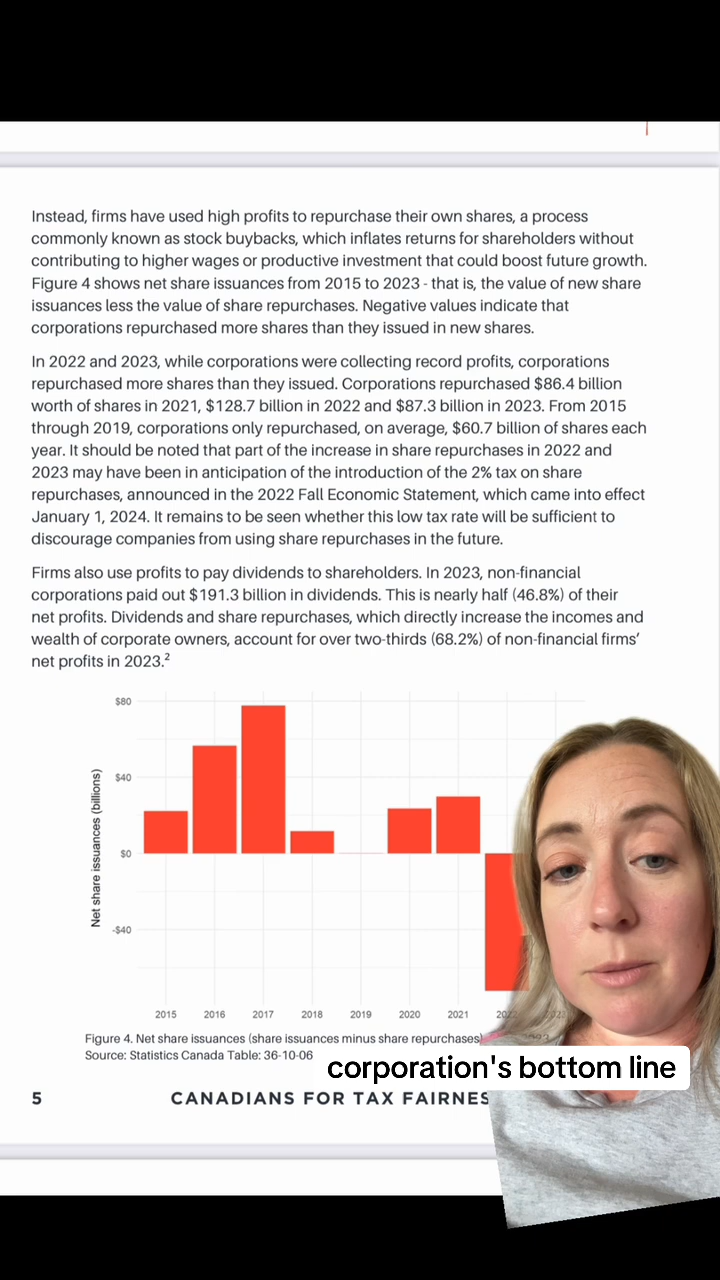 Instead, firms have used high profits to repurchase their own shares, a process
commonly known as stock buybacks, which inflates returns for shareholders without
contributing to higher wages or productive investment that could boost future growth.
Figure 4 shows net share issuances from 2015 to 2023 - that is, the value of new share
issuances less the value of share repurchases. Negative values indicate that
corporations repurchased more shares than they issued in new shares.
In 2022 and 2023, while corporations were collecting record profits, corporations
repurchased more shares than they issued. Corporations repurchased $86.4 billion
worth of shares in 2021, $128.7 billion in 2022 and $87.3 billion in 2023. From 2015
through 2019, corporations only repurchased, on average, $60.7 billion of shares each
year. It should be noted that part of the increase in share repurchases in 2022 and
2023 may have been in anticipation of the introduction of the 2% tax on share
repurchases, announced in the 2022 Fall Economic Statement, which came into effect
January 1, 2024. It remains to be seen whether this low tax rate will be sufficient to
discourage companies from using share repurchases in the future.
Firms also use profits to pay dividends to shareholders. In 2023, non-financial
corporations paid out $191.3 billion in dividends. This is nearly half (46.8%) of their
net profits. Dividends and share repurchases, which directly increase the incomes and
wealth of corporate owners, account for over two-thirds (68.2%) of non-financial firms'
net profits in 2023.²
Net share issuances (billions)
$80
$40
$0
-$40
2015 2016 2017 2018 2019 2020 2021 2022 2023
Figure 4. Net share issuances (share issuances minus share repurchases) 2023
Source: Statistics Canada Table: 36-10-06
corporation's bottom line
5 CANADIANS FOR TAX FAIRNES